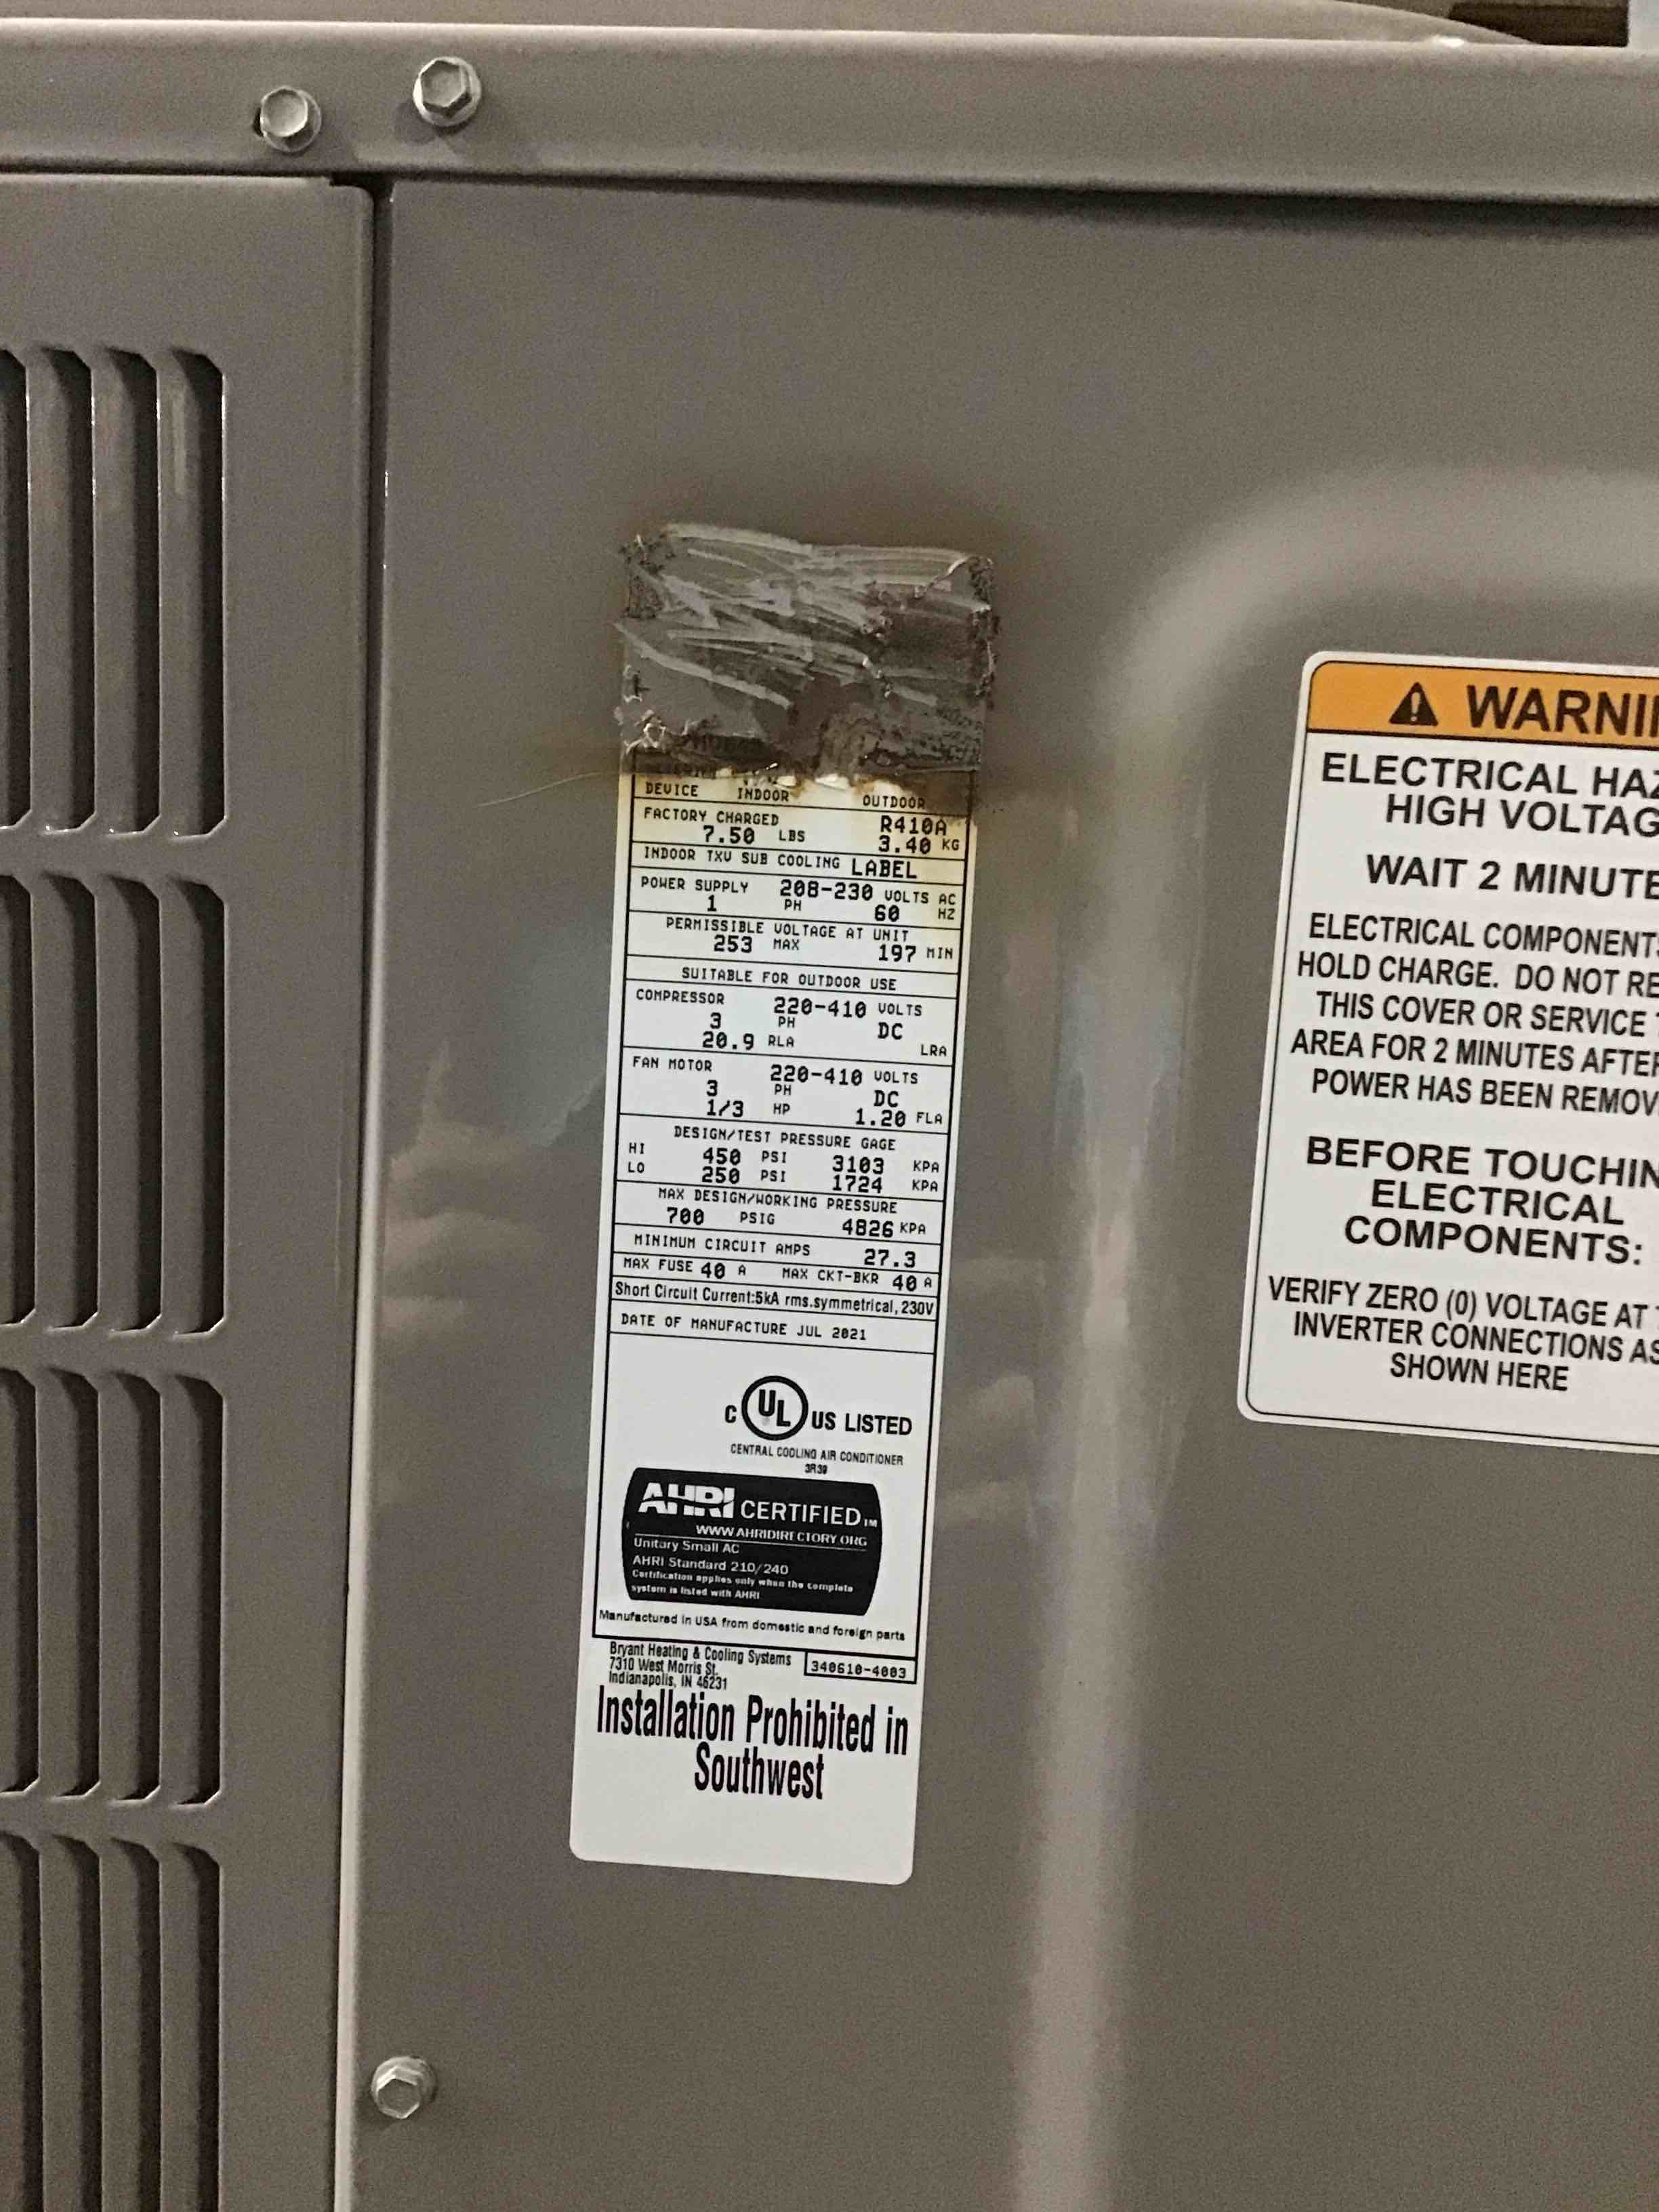 DEVICE INDOOR OUTDOOR
FACTORY CHARGED R410A
7.50 LBS 3.40 KG
INDOOR TXV SUB COOLING LABEL
POWER SUPPLY 208-230 VOLTS AC
1 PH 60 HZ
PERMISSIBLE VOLTAGE AT UNIT
253 MAX 197 MIN
SUITABLE FOR OUTDOOR USE
COMPRESSOR 220-410 VOLTS
3 PH DC
20.9 RLA LRA
FAN MOTOR 220-410 VOLTS
3 PH DC
1/3 HP 1.20 FLA
DESIGN/TEST PRESSURE GAGE
HI 450 PSI 3103 KPA
LO 250 PSI 1724 KPA
MAX DESIGN/WORKING PRESSURE
700 PSIG 4826 KPA
MINIMUM CIRCUIT AMPS 27.3
MAX FUSE 40 A MAX CKT-BKR 40 A
Short Circuit Current:5kA rms.symmetrical, 230V
DATE OF MANUFACTURE JUL 2021
C UL US LISTED
CENTRAL COOLING AIR CONDITIONER
3R39
AHRI CERTIFIED TM
WWW.AHRIDIRECTORY.ORG
Unitary Small AC
AHRI Standard 210/240
Certification applies only when the complete
system is listed with AHRI
Manufactured in USA from domestic and foreign parts
Bryant Heating & Cooling Systems
7310 West Morris St.
Indianapolis, IN 46231
340610-4003
Installation Prohibited in
Southwest
ELECTRICAL
HIGH
WAIT 2
ELECTRICAL
HOLD CHARGE. DO NOT
THIS COVER OR SERVICE
AREA FOR 2 MINUTES
POWER HAS BEEN
BEFORE
ELECTRICAL
COMPONENTS:
VERIFY ZERO (0) VOLTAGE AT
INVERTER CONNECTIONS
SHOWN HERE